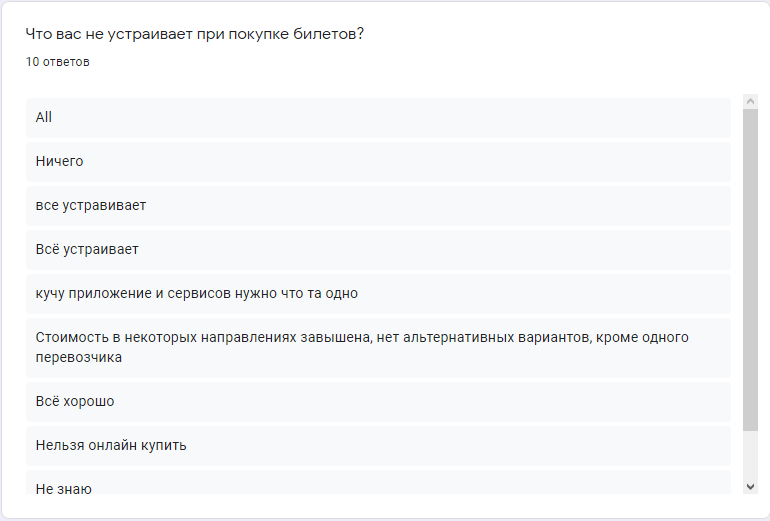 Что вас не устраивает при покупке билетов?
10 ответов
All
Ничего
все устравивает
Всё устраивает
кучу приложение и сервисов нужно что та одно
Стоимость в некоторых направлениях завышена, нет альтернативных вариантов, кроме одного
перевозчика
Всё хорошо
Нельзя онлайн купить
Не знаю